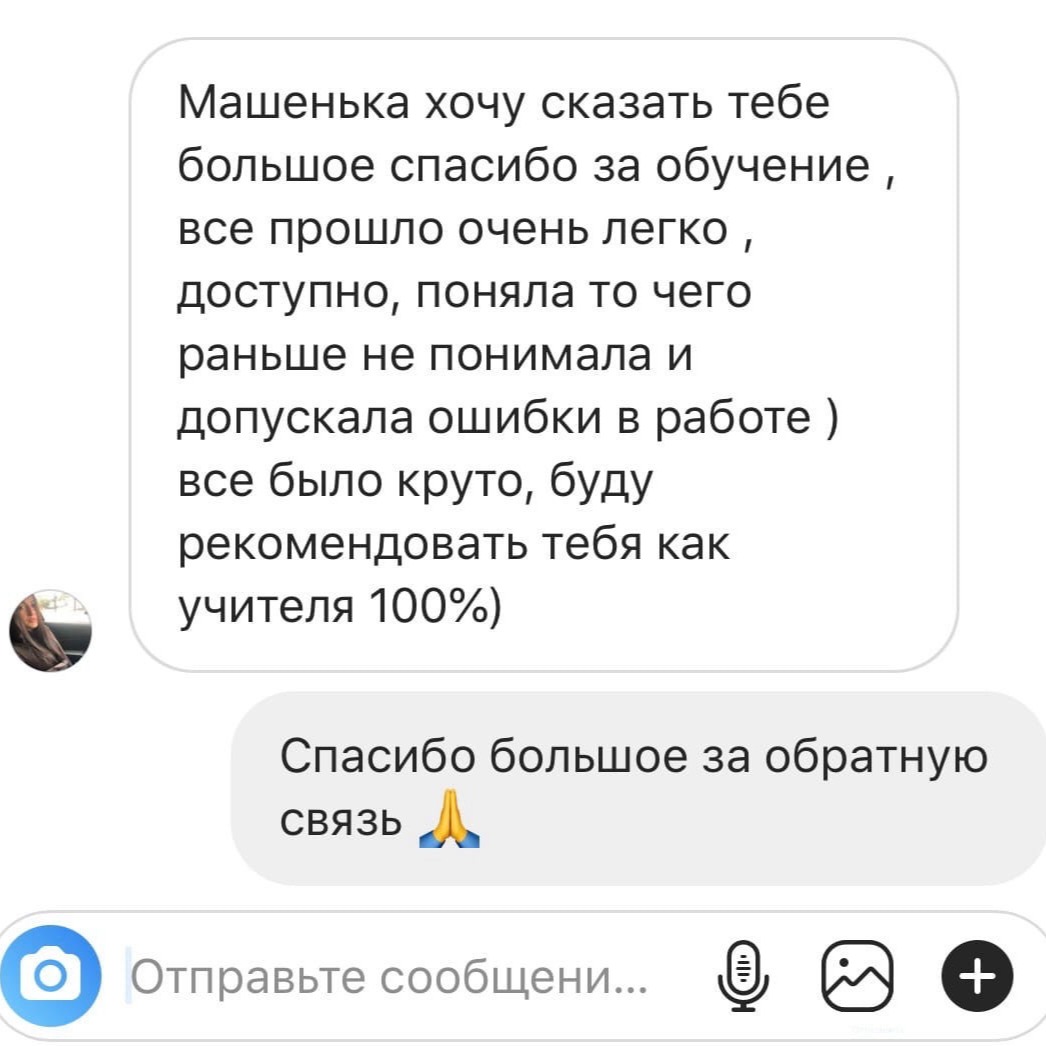 Машенька хочу сказать тебе
большое спасибо за обучение ,
все прошло очень легко ,
доступно, поняла то чего
раньше не понимала и
допускала ошибки в работе )
все было круто, буду
рекомендовать тебя как
учителя 100%)
Спасибо большое за обратную
связь 🙏
Отправьте сообщени...